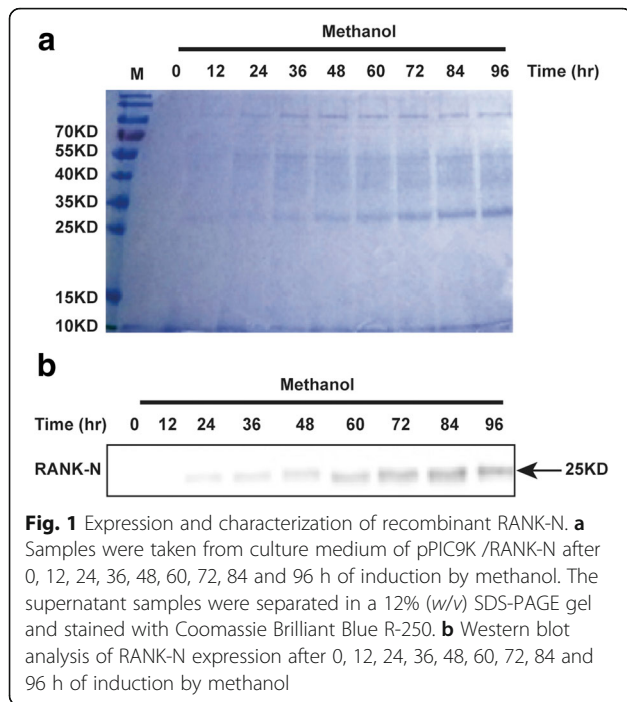 a
Methanol
M 0 12 24 36 48 60 72 84 96 Time (hr)
70KD
55KD
40KD
35KD
25KD
15KD
10KD
b
Methanol
Time (hr) 0 12 24 36 48 60 72 84 96
RANK-N 25KD
Fig. 1 Expression and characterization of recombinant RANK-N. a
Samples were taken from culture medium of pPIC9K /RANK-N after
0, 12, 24, 36, 48, 60, 72, 84 and 96 h of induction by methanol. The
supernatant samples were separated in a 12% (w/v) SDS-PAGE gel
and stained with Coomassie Brilliant Blue R-250. b Western blot
analysis of RANK-N expression after 0, 12, 24, 36, 48, 60, 72, 84 and
96 h of induction by methanol